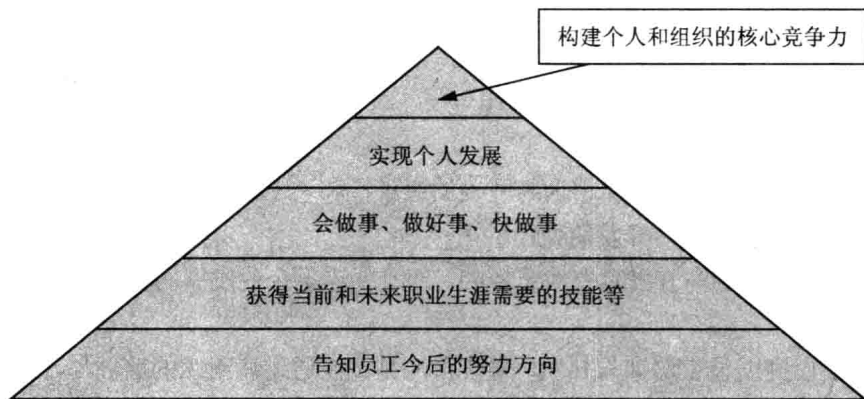 构建个人和组织的核心竞争力
实现个人发展
会做事、做好事、快做事
获得当前和未来职业生涯需要的技能等
告知员工今后的努力方向